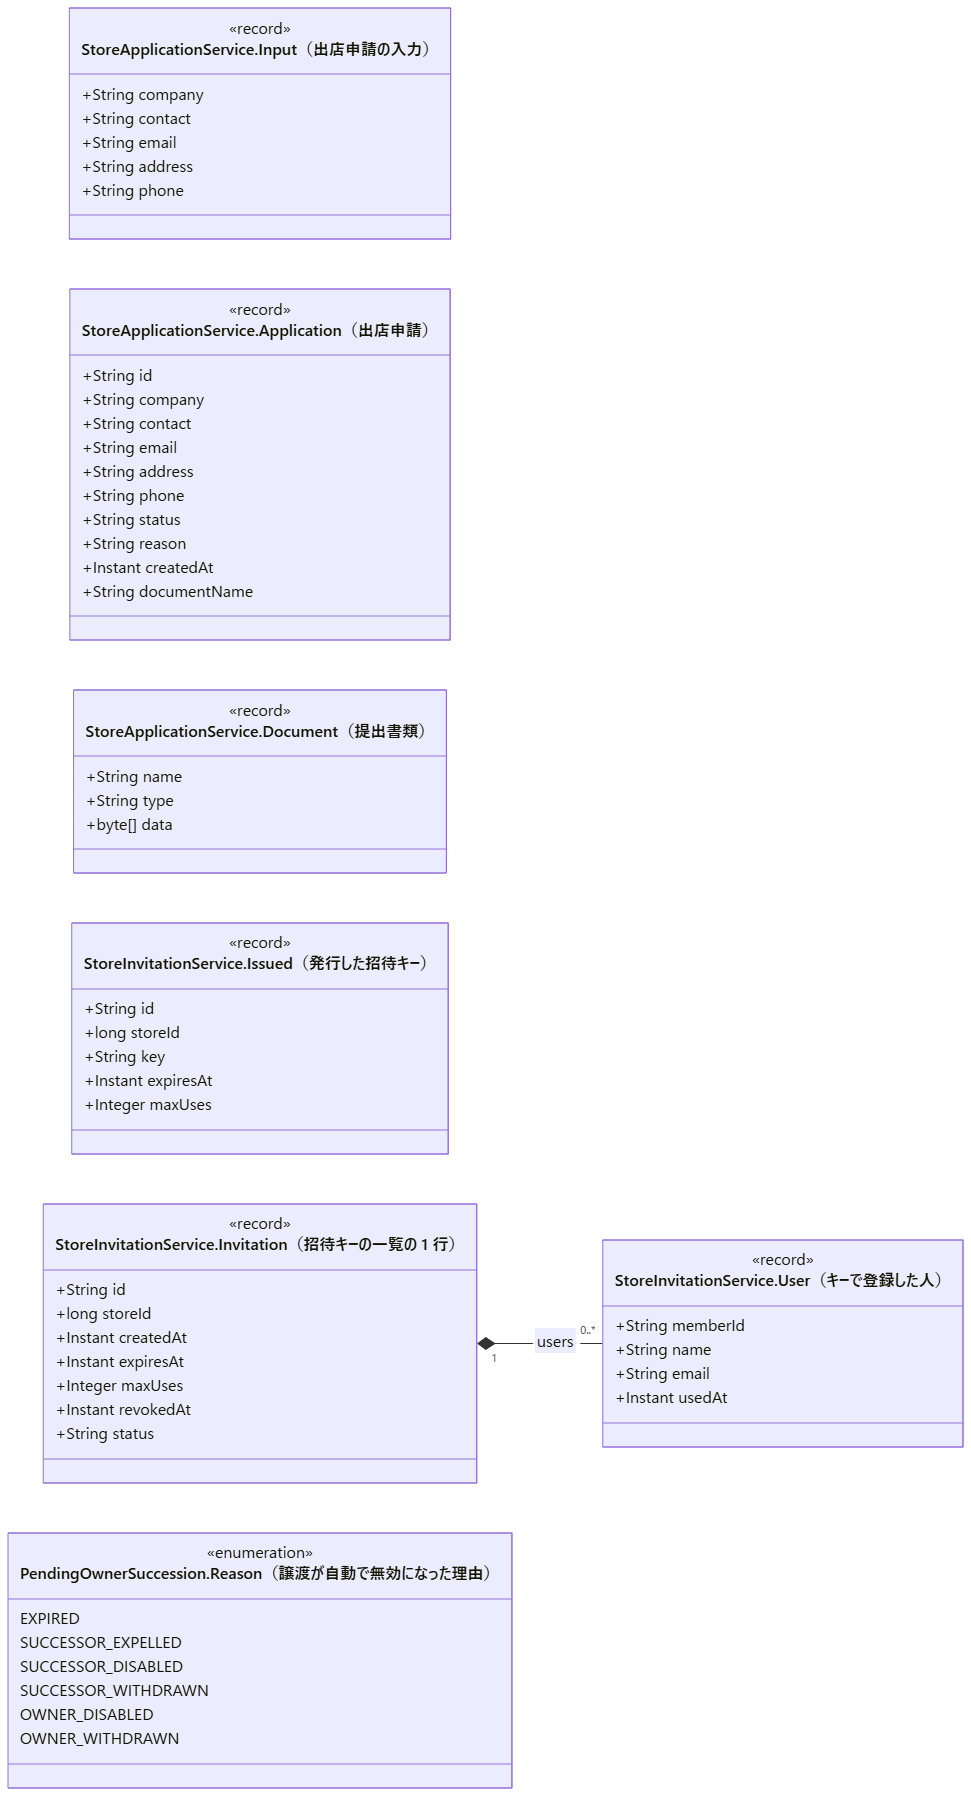 «record»
StoreApplicationService.Input（出店申請の入力）
+String company
+String contact
+String email
+String address
+String phone
«record»
StoreApplicationService.Application（出店申請）
+String id
+String company
+String contact
+String email
+String address
+String phone
+String status
+String reason
+Instant createdAt
+String documentName
«record»
StoreApplicationService.Document（提出書類）
+String name
+String type
+byte[] data
«record»
StoreInvitationService.Issued（発行した招待キー）
+String id
+long storeId
+String key
+Instant expiresAt
+Integer maxUses
«record»
StoreInvitationService.Invitation（招待キーの一覧の１行）
+String id
+long storeId
+Instant createdAt
+Instant expiresAt
+Integer maxUses
+Instant revokedAt
+String status
1
users
0..*
«record»
StoreInvitationService.User（キーで登録した人）
+String memberId
+String name
+String email
+Instant usedAt
«enumeration»
PendingOwnerSuccession.Reason（譲渡が自動で無効になった理由）
EXPIRED
SUCCESSOR_EXPELLED
SUCCESSOR_DISABLED
SUCCESSOR_WITHDRAWN
OWNER_DISABLED
OWNER_WITHDRAWN